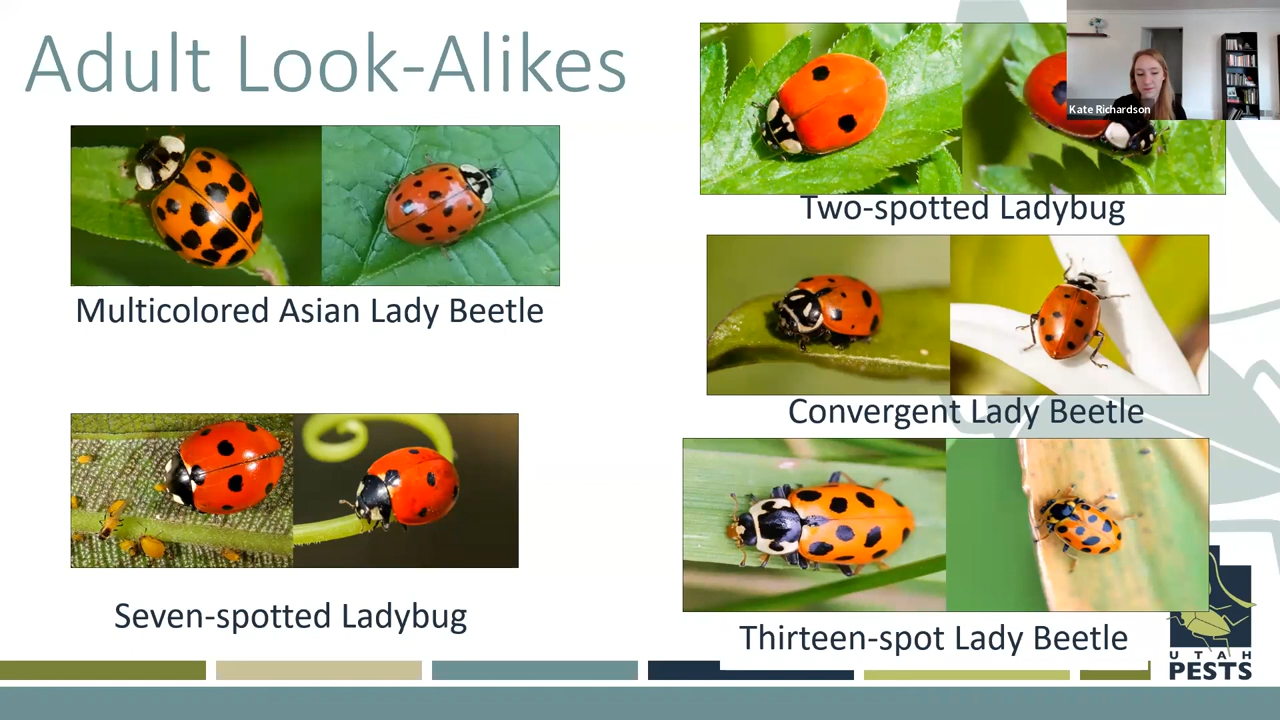 Adult Look-Alikes
Kate Richardson
Two-spotted Ladybug
Multicolored Asian Lady Beetle
Convergent Lady Beetle
Seven-spotted Ladybug
Thirteen-spot Lady Beetle
UTAH
PESTS